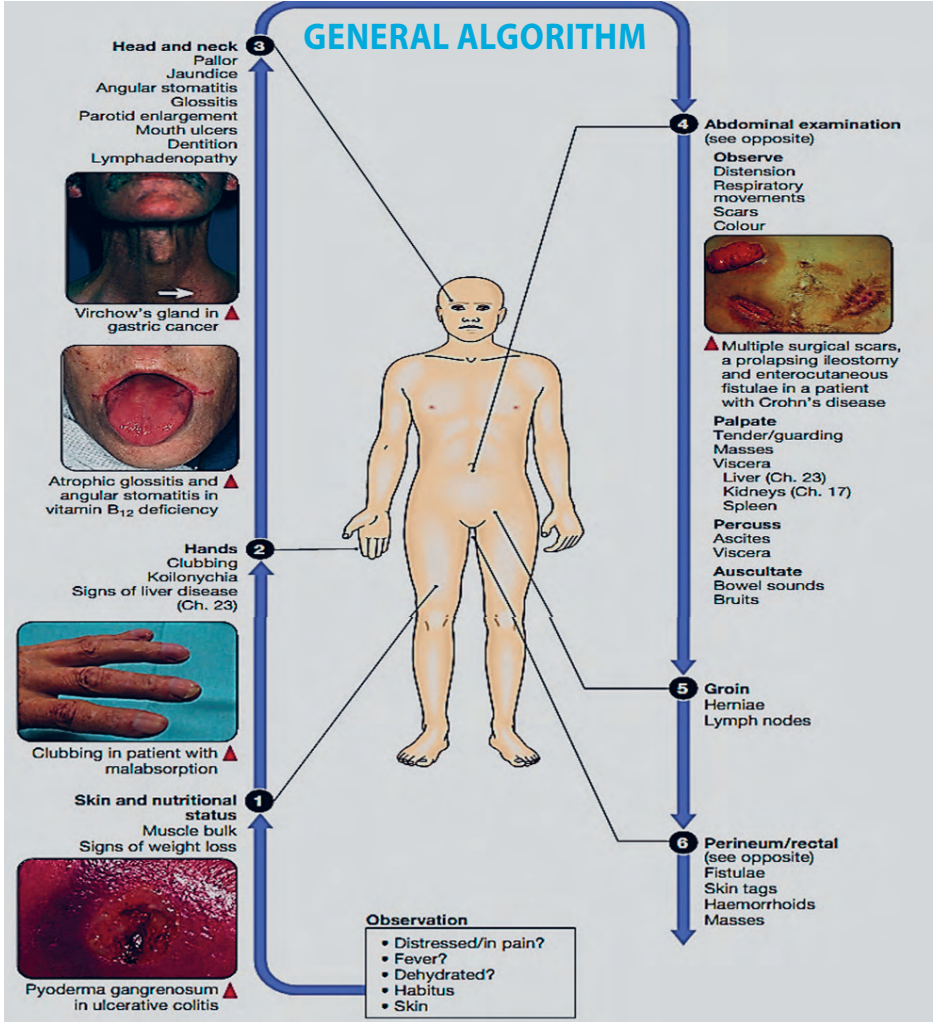 GENERAL ALGORITHM
3
Head and neck
Pallor
Jaundice
Angular stomatitis
Glossitis
Parotid enlargement
Mouth ulcers
Dentition
Lymphadenopathy
Virchow's gland in
gastric cancer
Atrophic glossitis and
angular stomatitis in
vitamin B12 deficiency
2
Hands
Clubbing
Koilonychia
Signs of liver disease
(Ch. 23)
Clubbing in patient with
malabsorption
1
Skin and nutritional
status
Muscle bulk
Signs of weight loss
Pyoderma gangrenosum
in ulcerative colitis
Observation
• Distressed/in pain?
• Fever?
• Dehydrated?
• Habitus
• Skin
4
Abdominal examination
(see opposite)
Observe
Distension
Respiratory
movements
Scars
Colour
Multiple surgical scars,
a prolapsing ileostomy
and enterocutaneous
fistulae in a patient
with Crohn's disease
Palpate
Tender/guarding
Masses
Viscera
Liver (Ch. 23)
Kidneys (Ch. 17)
Spleen
Percuss
Ascites
Viscera
Auscultate
Bowel sounds
Bruits
5
Groin
Herniae
Lymph nodes
6
Perineum/rectal
(see opposite)
Fistulae
Skin tags
Haemorrhoids
Masses